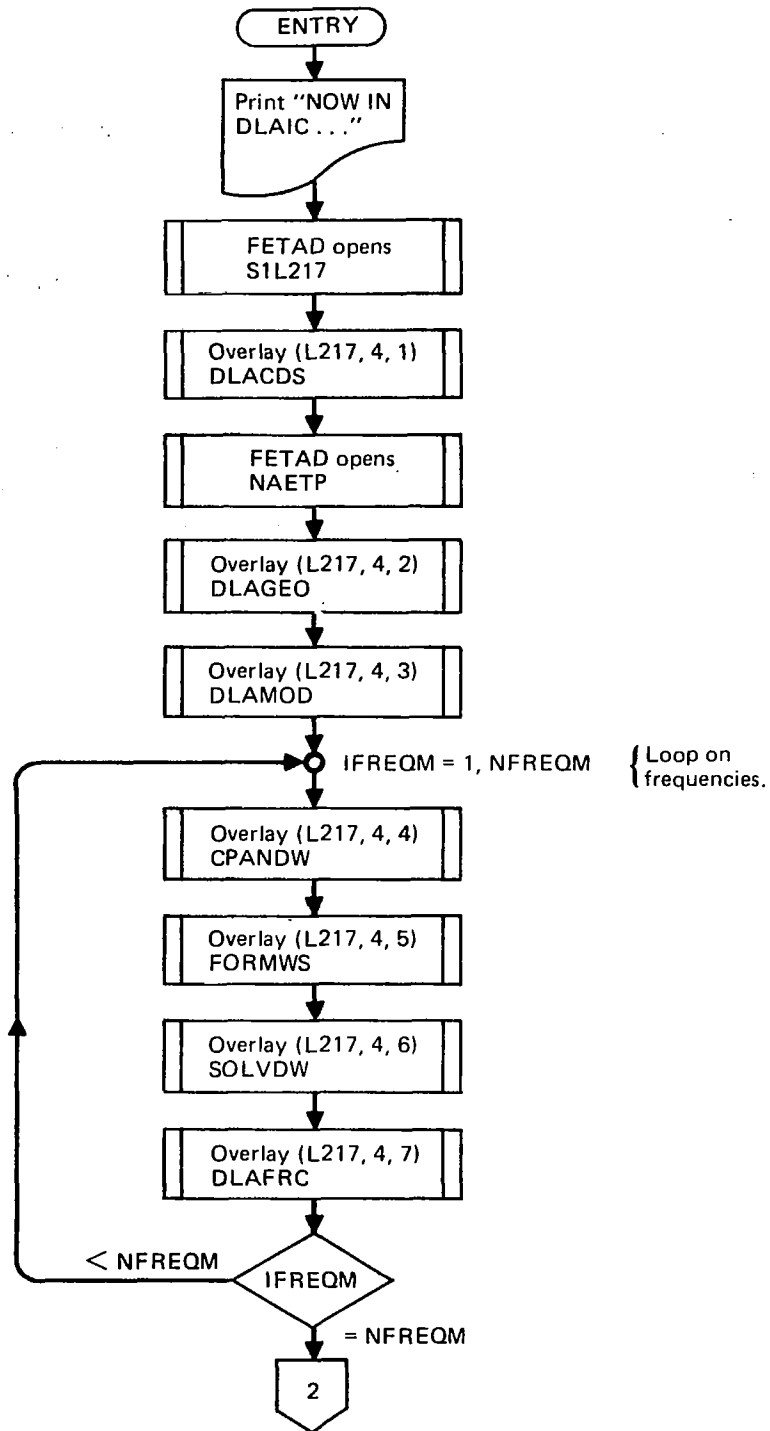 ENTRY
Print "NOW IN
DLAIC . . ."
FETAD opens
S1L217
Overlay (L217, 4, 1)
DLACDS
FETAD opens
NAETP
Overlay (L217, 4, 2)
DLAGEO
Overlay (L217, 4, 3)
DLAMOD
IFREQM = 1, NFREQM
Loop on
frequencies.
Overlay (L217, 4, 4)
CPANDW
Overlay (L217, 4, 5)
FORMWS
Overlay (L217, 4, 6)
SOLVDW
Overlay (L217, 4, 7)
DLAFRC
< NFREQM
IFREQM
= NFREQM
2